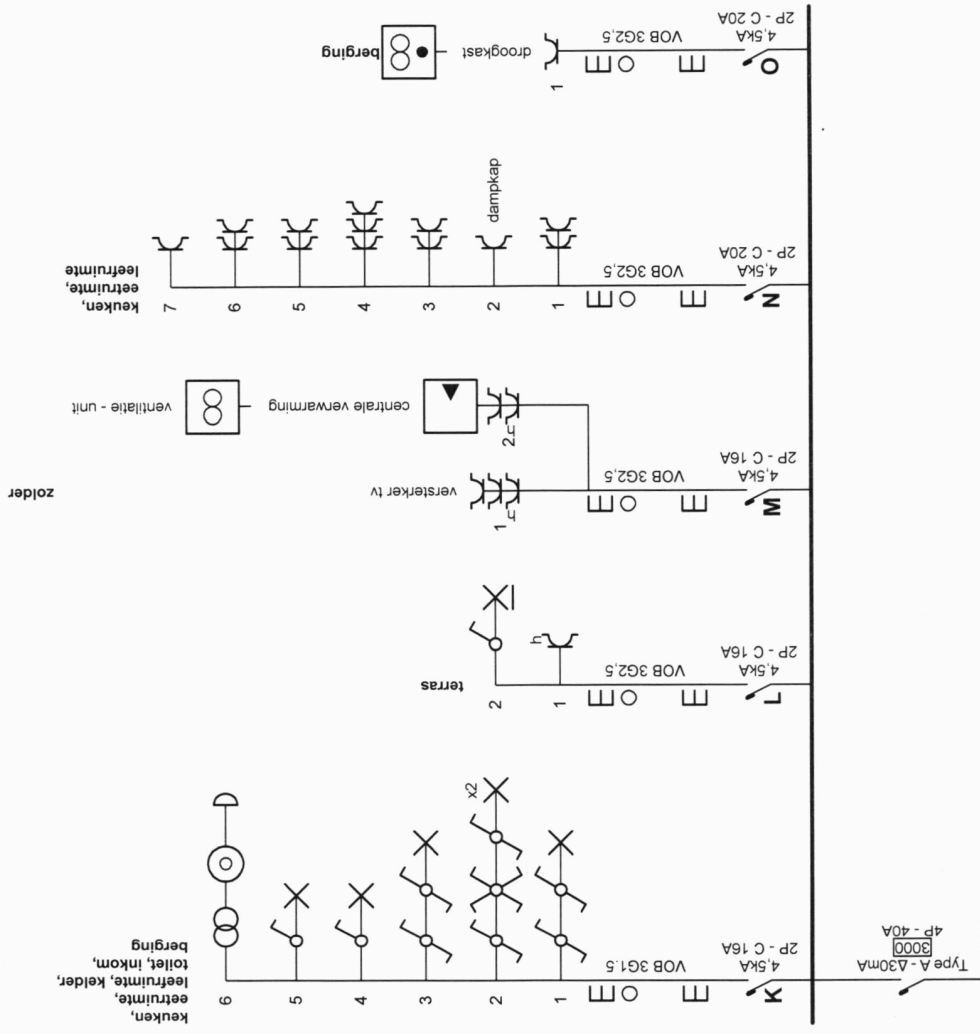 berging
droogkast
1
VOB 3G2,5
O
4,5kA
2P - C 20A
keuken,
eetruimte,
leefruimte
7
6
5
4
3
2
1
dampkap
VOB 3G2,5
N
4,5kA
2P - C 20A
zolder
ventilatie - unit
centrale verwarming
2
h
versterker tv
1
h
VOB 3G2,5
M
4,5kA
2P - C 16A
terras
2
1
h
VOB 3G2,5
L
4,5kA
2P - C 16A
keuken,
eetruimte,
leefruimte, kelder,
toilet, inkom,
berging
6
5
4
3
2
1
x2
VOB 3G1.5
K
4,5kA
2P - C 16A
Type A - Δ30mA
3000
4P - 40A